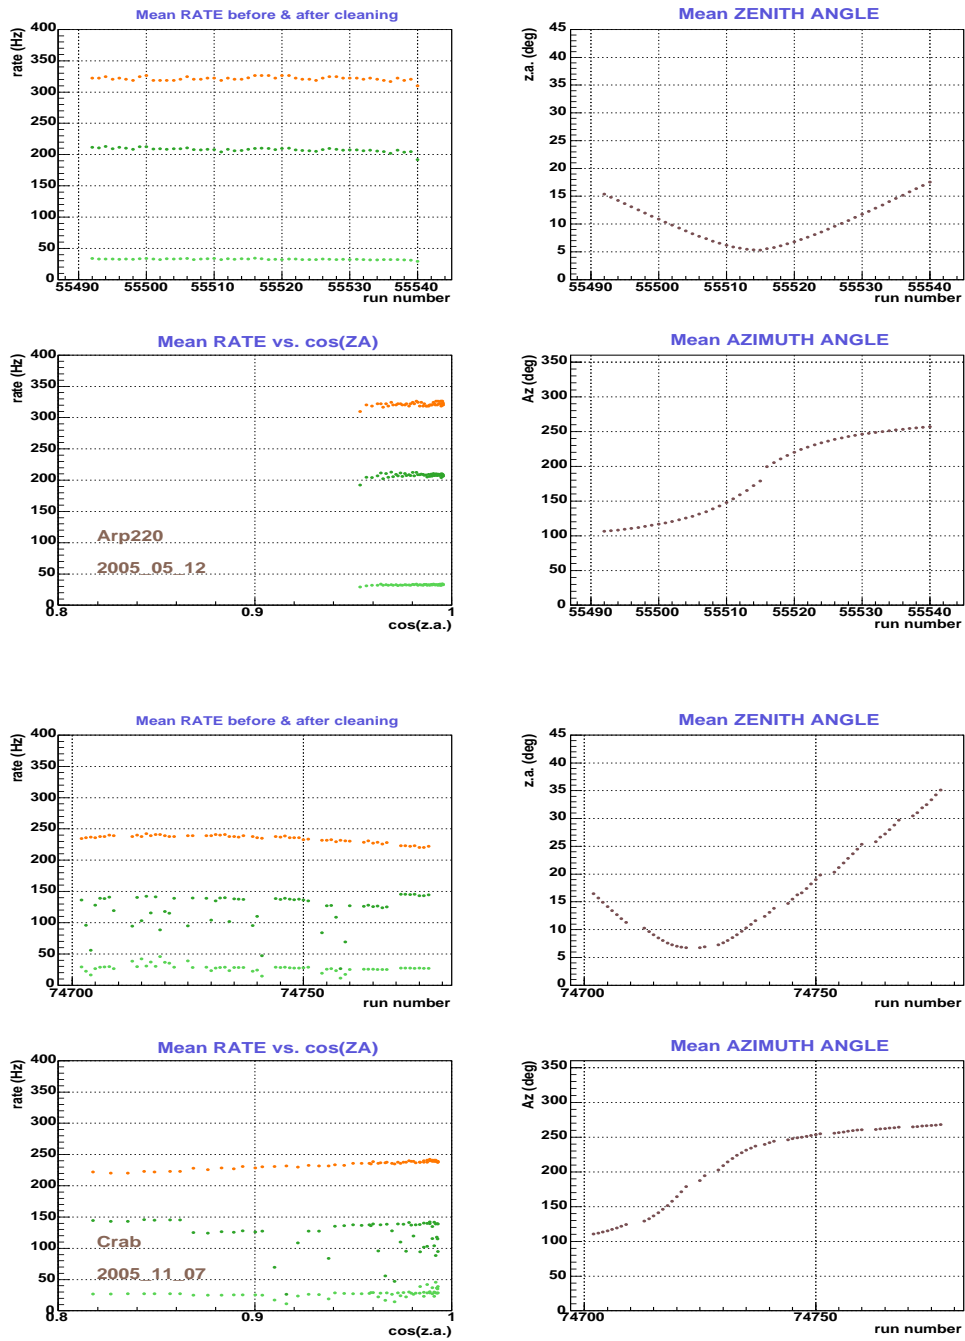 Mean RATE before & after cleaning
rate (Hz)
400
350
300
250
200
150
100
50
0
55490 55500 55510 55520 55530 55540
run number
Mean ZENITH ANGLE
z.a. (deg)
45
40
35
30
25
20
15
10
5
0
55490 55500 55510 55520 55530 55540
run number
Mean RATE vs. cos(ZA)
rate (Hz)
400
350
300
250
200
150
100
50
0
Arp220
2005_05_12
0.8 0.9 1
cos(z.a.)
Mean AZIMUTH ANGLE
Az (deg)
350
300
250
200
150
100
50
0
55490 55500 55510 55520 55530 55540
run number
Mean RATE before & after cleaning
rate (Hz)
400
350
300
250
200
150
100
50
0
74700 74750
run number
Mean ZENITH ANGLE
z.a. (deg)
45
40
35
30
25
20
15
10
5
0
74700 74750
run number
Mean RATE vs. cos(ZA)
rate (Hz)
400
350
300
250
200
150
100
50
0
Crab
2005_11_07
0.8 0.9 1
cos(z.a.)
Mean AZIMUTH ANGLE
Az (deg)
350
300
250
200
150
100
50
0
74700 74750
run number